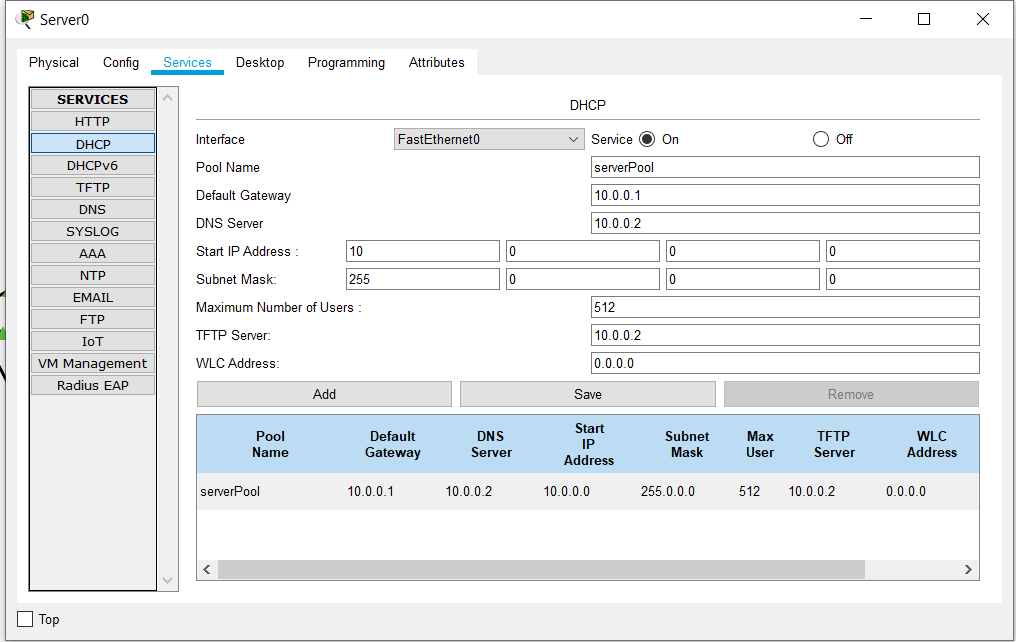 Server0
Physical Config Services Desktop Programming Attributes
SERVICES
HTTP
DHCP
DHCPv6
TFTP
DNS
SYSLOG
AAA
NTP
EMAIL
FTP
IoT
VM Management
Radius EAP
DHCP
Interface FastEthernet0 Service On Off
Pool Name serverPool
Default Gateway 10.0.0.1
DNS Server 10.0.0.2
Start IP Address : 10 0 0 0
Subnet Mask: 255 0 0 0
Maximum Number of Users : 512
TFTP Server: 10.0.0.2
WLC Address: 0.0.0.0
Add Save Remove
Pool Name Default Gateway DNS Server Start IP Address Subnet Mask Max User TFTP Server WLC Address
serverPool 10.0.0.1 10.0.0.2 10.0.0.0 255.0.0.0 512 10.0.0.2 0.0.0.0
Top